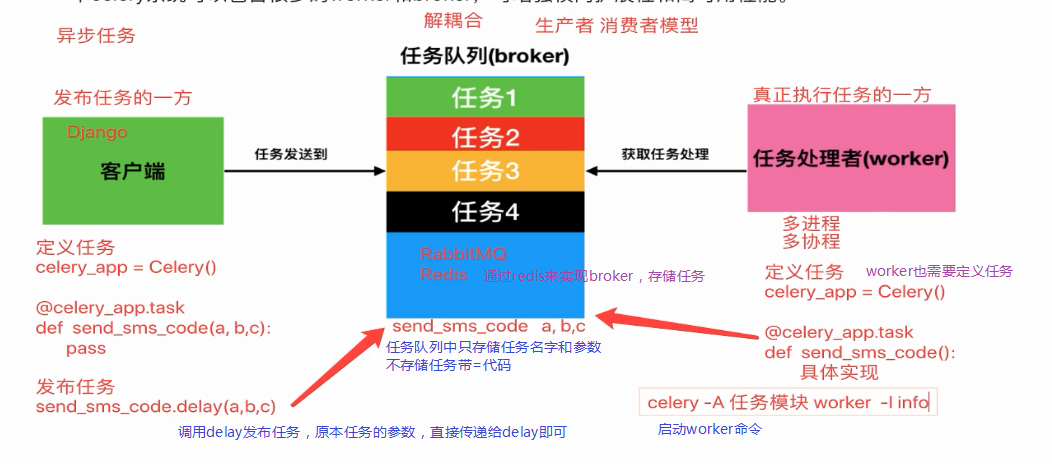 解耦合
生产者 消费者模型
异步任务
任务队列(broker)
发布任务的一方
真正执行任务的一方
Django
客户端
任务发送到
任务1
任务2
任务3
任务4
获取任务处理
任务处理者(worker)
多进程
多协程
RabbitMQ
Redis 通过redis来实现broker，存储任务
定义任务
celery_app = Celery()
@celery_app.task
def send_sms_code(a, b,c):
pass
发布任务
send_sms_code.delay(a,b,c)
send_sms_code a, b,c
任务队列中只存储任务名字和参数
不存储任务带=代码
调用delay发布任务，原本任务的参数，直接传递给delay即可
定义任务 worker也需要定义任务
celery_app = Celery()
@celery_app.task
def send_sms_code():
具体实现
celery -A 任务模块 worker -l info
启动worker命令